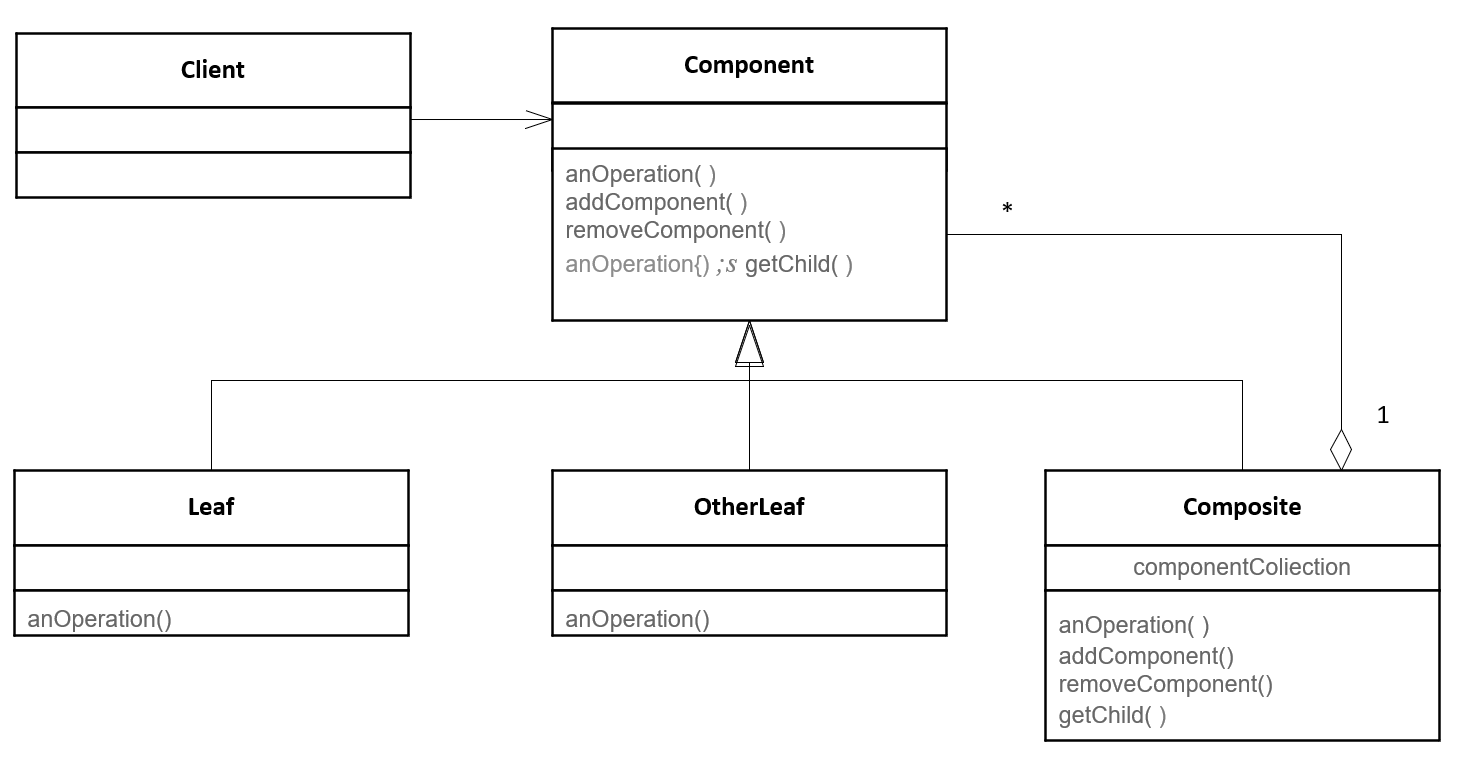 Client
Component
anOperation( )
addComponent( )
removeComponent( )
anOperation{) ;s getChild( )
*
1
Leaf
anOperation()
OtherLeaf
anOperation()
Composite
componentColiection
anOperation( )
addComponent()
removeComponent()
getChild( )